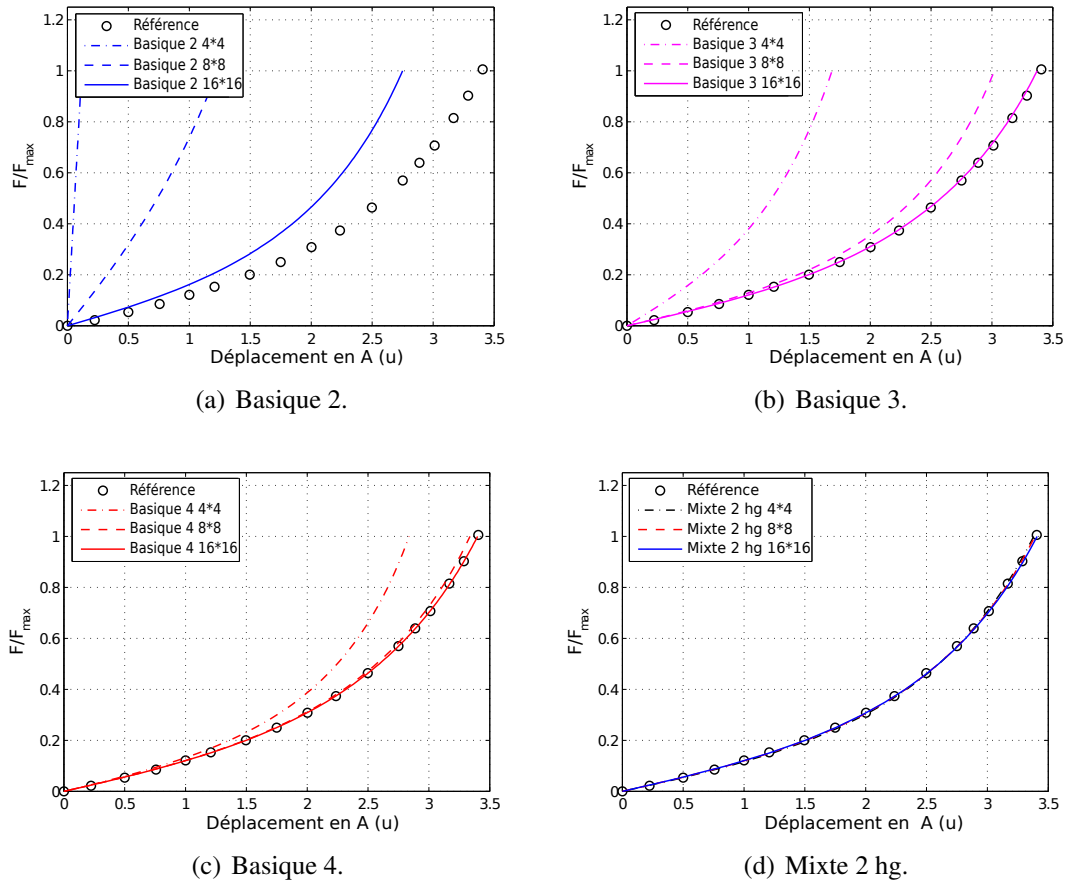 1.2
1
0.8
0.6
0.4
0.2
0
F/Fmax
Référence
Basique 2 4*4
Basique 2 8*8
Basique 2 16*16
0 0.5 1 1.5 2 2.5 3 3.5
Déplacement en A (u)
(a) Basique 2.
1.2
1
0.8
0.6
0.4
0.2
0
F/Fmax
Référence
Basique 3 4*4
Basique 3 8*8
Basique 3 16*16
0 0.5 1 1.5 2 2.5 3 3.5
Déplacement en A (u)
(b) Basique 3.
1.2
1
0.8
0.6
0.4
0.2
0
F/Fmax
Référence
Basique 4 4*4
Basique 4 8*8
Basique 4 16*16
0 0.5 1 1.5 2 2.5 3 3.5
Déplacement en A (u)
(c) Basique 4.
1.2
1
0.8
0.6
0.4
0.2
0
F/Fmax
Référence
Mixte 2 hg 4*4
Mixte 2 hg 8*8
Mixte 2 hg 16*16
0 0.5 1 1.5 2 2.5 3 3.5
Déplacement en A (u)
(d) Mixte 2 hg.